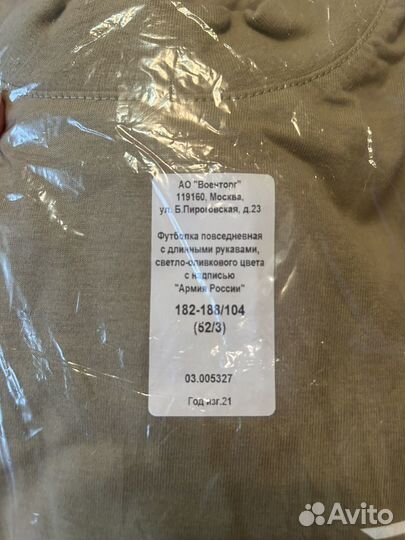 АО "Военторг"
119160, Москва,
ул. Б.Пироговская, д.23
Футболка повседневная
с длинными рукавами,
светло-оливкового цвета
с надписью
"Армия России"
182-188/104
(52/3)
03.005327
Год изг.21
Avito